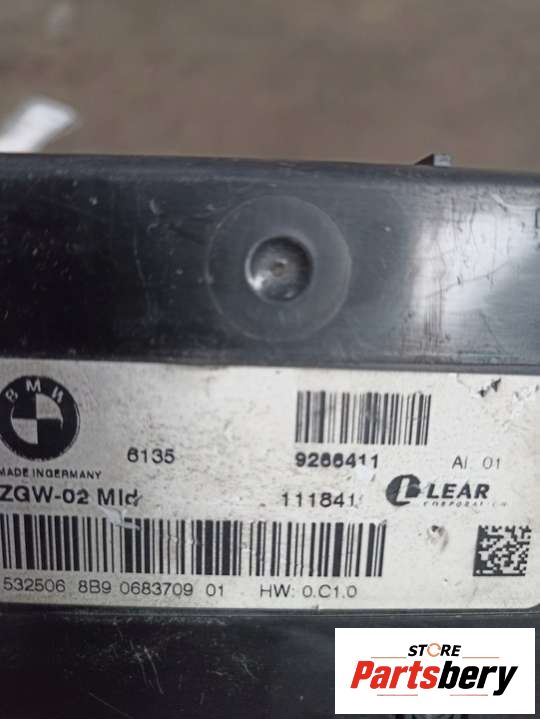 BMW
6135 9266411 AI. 01
MADE INGERMANY
ZGW-02 Mid 111841 LEAR
CORPORATION
532506 8B9 0683709 01 HW: 0.C1.0
STORE
Partsbery